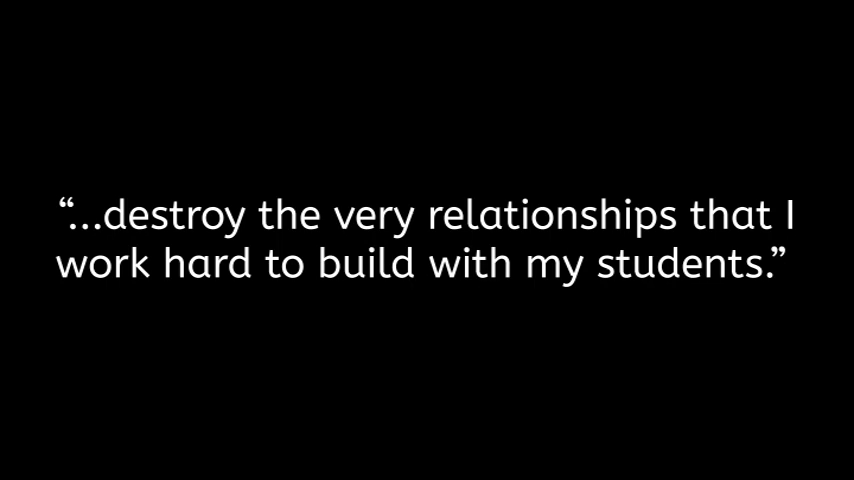 “...destroy the very relationships that I
work hard to build with my students.”